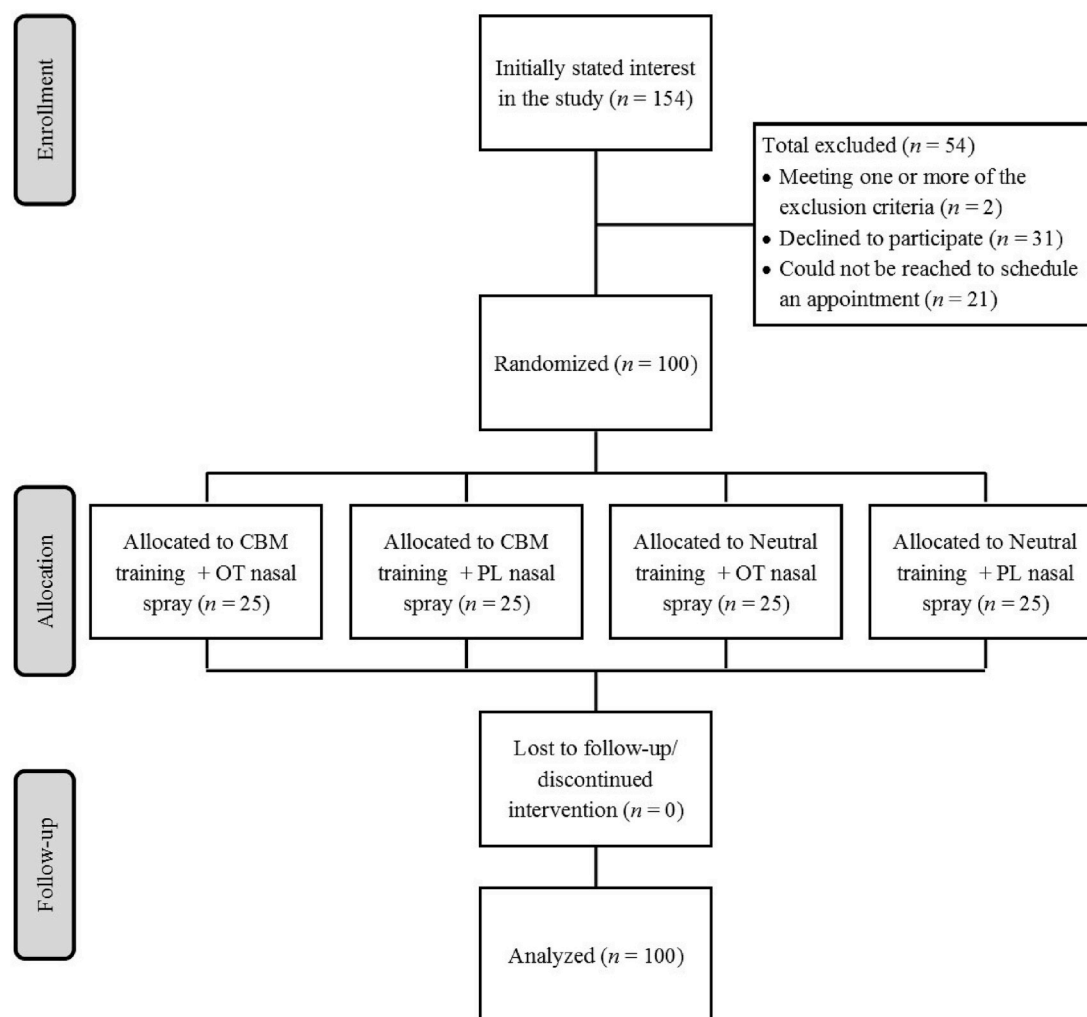 Enrollment
Initially stated interest
in the study (n = 154)
Total excluded (n = 54)
• Meeting one or more of the
exclusion criteria (n = 2)
• Declined to participate (n = 31)
• Could not be reached to schedule
an appointment (n = 21)
Randomized (n = 100)
Allocation
Allocated to CBM
training + OT nasal
spray (n = 25)
Allocated to CBM
training + PL nasal
spray (n = 25)
Allocated to Neutral
training + OT nasal
spray (n = 25)
Allocated to Neutral
training + PL nasal
spray (n = 25)
Follow-up
Lost to follow-up/
discontinued
intervention (n = 0)
Analyzed (n = 100)